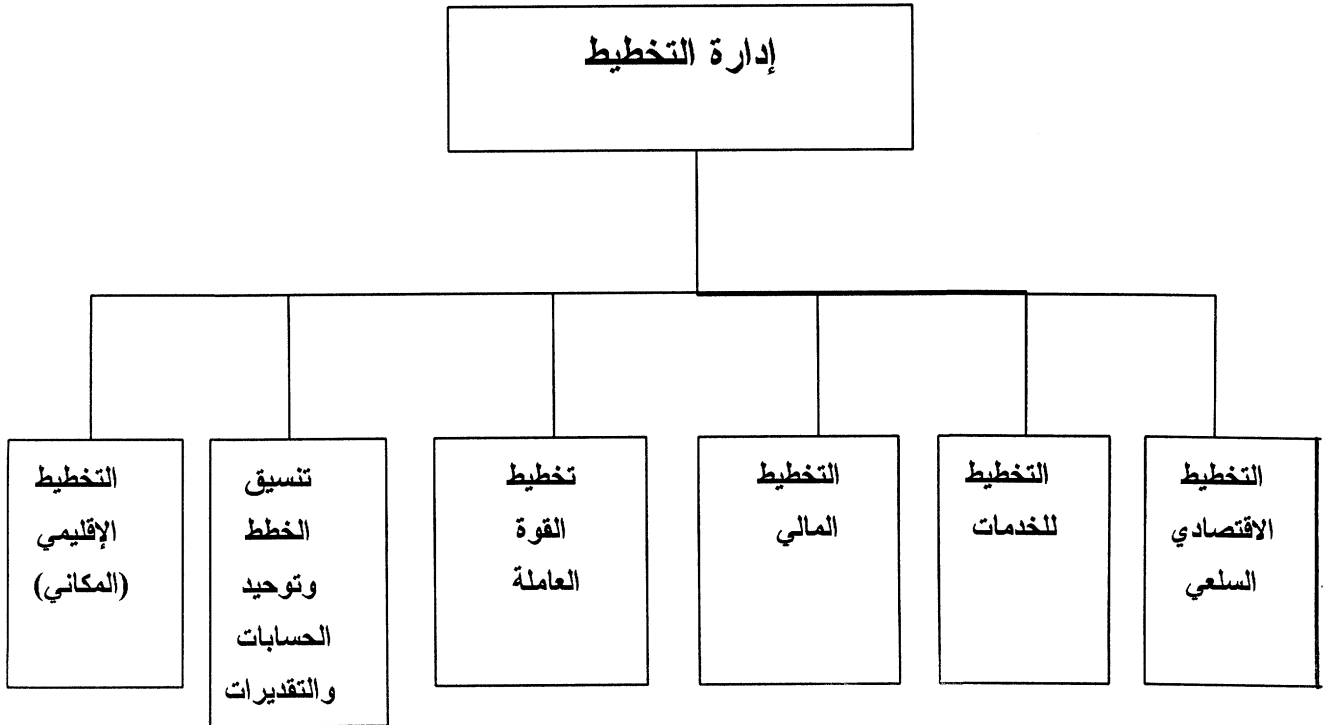 إدارة التخطيط
التخطيط
الاقتصادي
السلعي
التخطيط
للخدمات
التخطيط
المالي
تخطيط
القوة
العاملة
تنسيق
الخطط
وتوحيد
الحسابات
والتقديرات
التخطيط
الإقليمي
(المكاني)